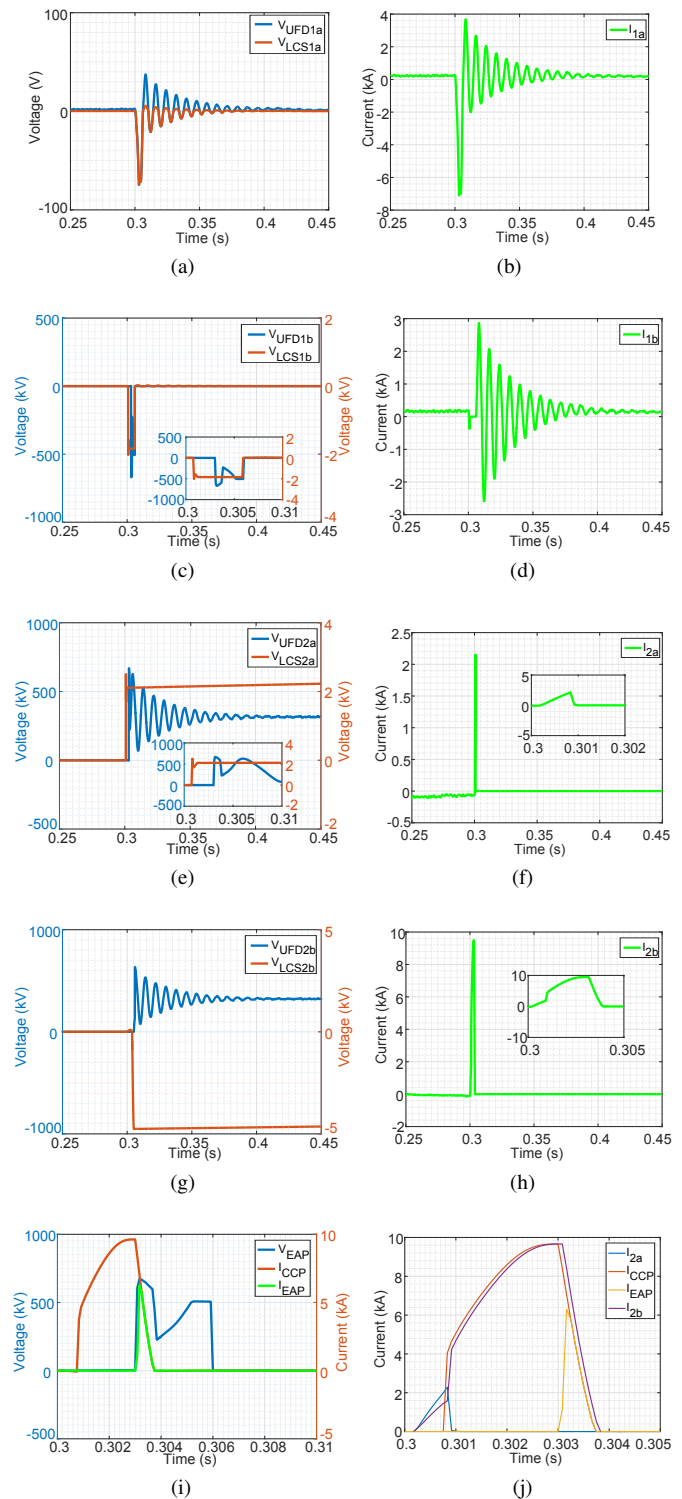 100
0
-100
Voltage (V)
V_UFD1a
V_LCS1a
0.25 0.3 0.35 0.4 0.45
Time (s)
(a)
4
2
0
-2
-4
-6
-8
Current (kA)
I_1a
0.25 0.3 0.35 0.4 0.45
Time (s)
(b)
500
0
-500
-1000
Voltage (kV)
V_UFD1b
V_LCS1b
2
0
-2
-4
Voltage (kV)
500
0
-500
-1000
2
0
-2
-4
0.3 0.305 0.31
0.25 0.3 0.35 0.4 0.45
Time (s)
(c)
3
2
1
0
-1
-2
-3
Current (kA)
I_1b
0.25 0.3 0.35 0.4 0.45
Time (s)
(d)
1000
500
0
-500
Voltage (kV)
V_UFD2a
V_LCS2a
4
2
0
-2
Voltage (kV)
1000
500
0
-500
4
2
0
-2
0.3 0.305 0.31
0.25 0.3 0.35 0.4 0.45
Time (s)
(e)
2.5
2
1.5
1
0.5
0
-0.5
Current (kA)
I_2a
5
0
-5
0.3 0.301 0.302
0.25 0.3 0.35 0.4 0.45
Time (s)
(f)
1000
0
-1000
Voltage (kV)
V_UFD2b
V_LCS2b
5
0
-5
Voltage (kV)
0.25 0.3 0.35 0.4 0.45
Time (s)
(g)
10
8
6
4
2
0
-2
Current (kA)
I_2b
10
0
-10
0.3 0.305
0.25 0.3 0.35 0.4 0.45
Time (s)
(h)
1000
500
0
-500
Voltage (kV)
V_EAP
I_CCP
I_EAP
10
5
0
-5
Current (kA)
0.3 0.302 0.304 0.306 0.308 0.31
Time (s)
(i)
10
8
6
4
2
0
Current (kA)
I_2a
I_CCP
I_EAP
I_2b
0.3 0.301 0.302 0.303 0.304 0.305
Time (s)
(j)